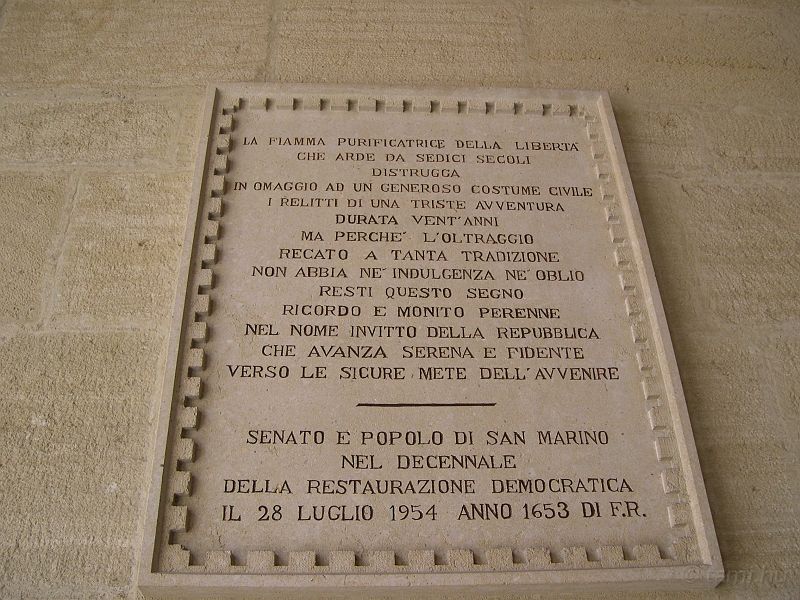 LA FIAMMA PURIFICATRICE DELLA LIBERTA'
CHE ARDE DA SEDICI SECOLI
DISTRUGGA
IN OMAGGIO AD UN GENEROSO COSTUME CIVILE
I RELITTI DI UNA TRISTE AVVENTURA
DURATA VENT'ANNI
MA PERCHE' L'OLTRAGGIO
RECATO A TANTA TRADIZIONE
NON ABBIA NE' INDULGENZA NE' OBLIO
RESTI QUESTO SEGNO
RICORDO E MONITO PERENNE
NEL NOME INVITTO DELLA REPUBBLICA
CHE AVANZA SERENA E FIDENTE
VERSO LE SICURE METE DELL'AVVENIRE
SENATO E POPOLO DI SAN MARINO
NEL DECENNALE
DELLA RESTAURAZIONE DEMOCRATICA
IL 28 LUGLIO 1954 ANNO 1653 DI F.R.